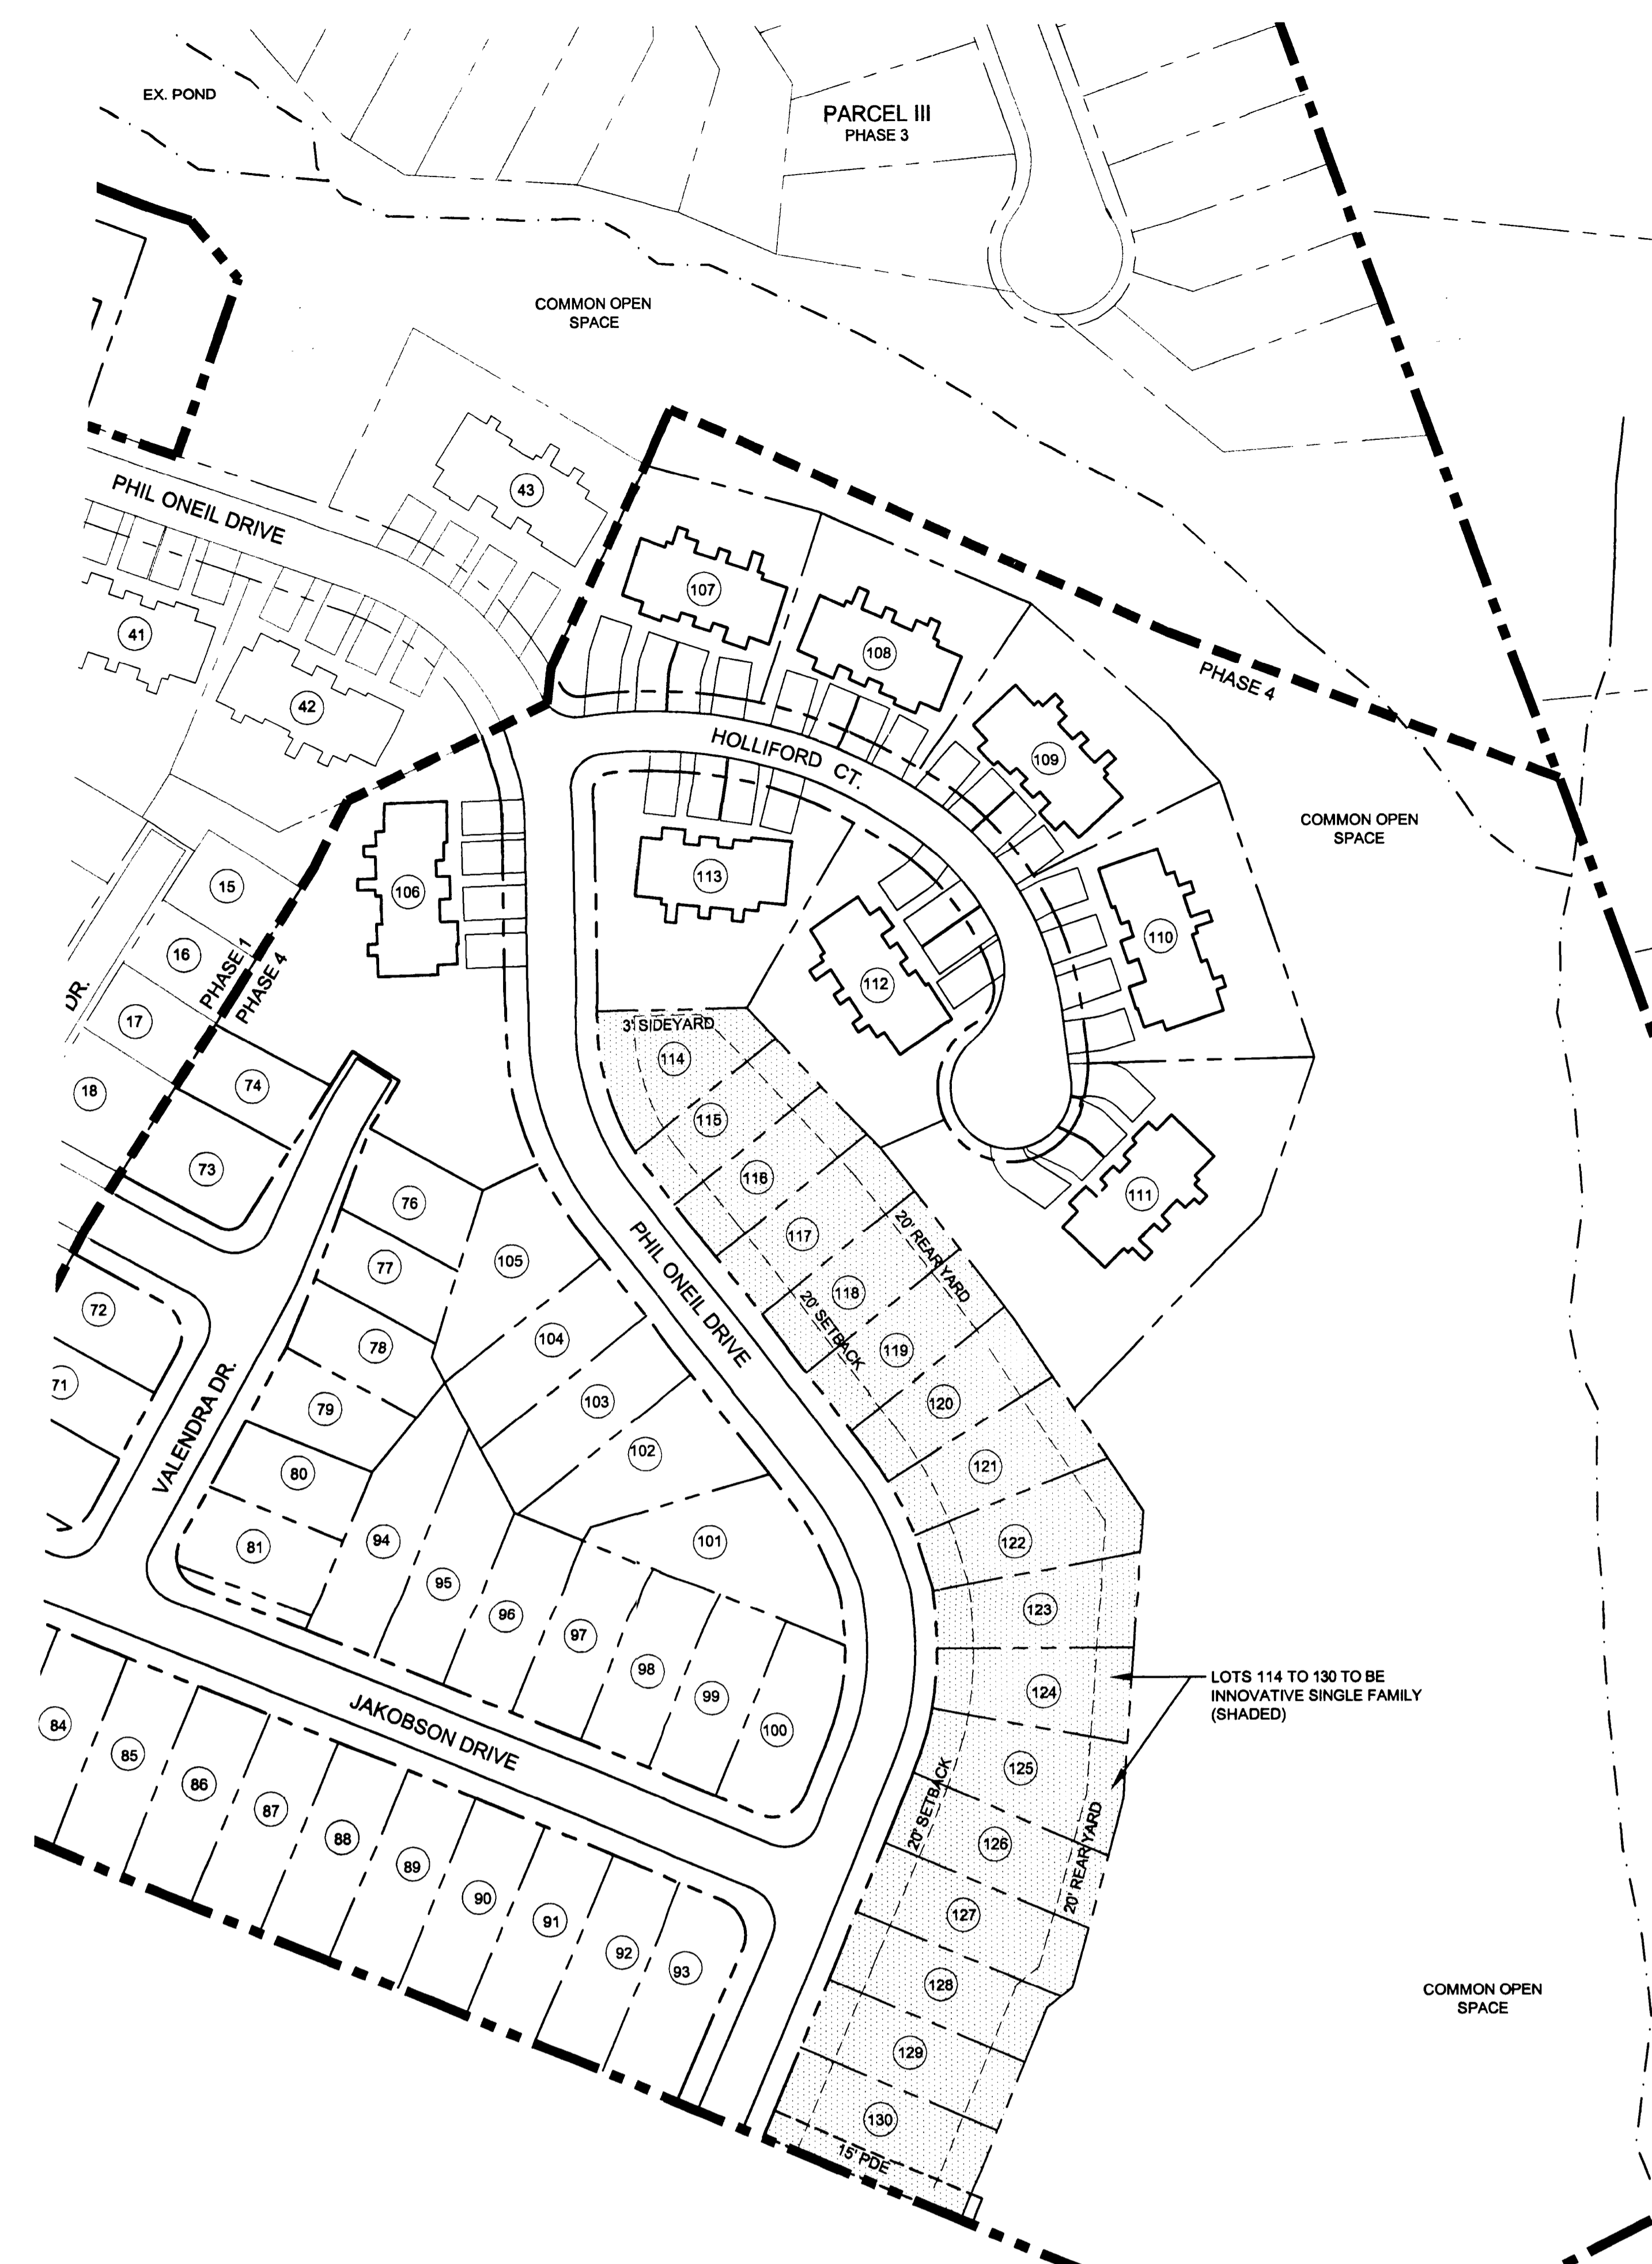 EX. POND
PARCEL III
PHASE 3
COMMON OPEN
SPACE
43
PHIL ONEIL DRIVE
107
41
108
42
PHASE 4
HOLLIFORD CT.
109
COMMON OPEN
SPACE
113
15
106
110
16
PHASE 1
PHASE 4
112
DR.
17
3' SIDEYARD
114
74
18
115
73
116
111
76
117
20' REAR YARD
105
77
PHIL ONEIL DRIVE
118
20' SETBACK
72
104
78
119
71
VALENDRA DR.
103
120
79
102
121
80
101
122
94
81
95
123
96
97
98
124
LOTS 114 TO 130 TO BE
INNOVATIVE SINGLE FAMILY
(SHADED)
99
100
84
JAKOBSON DRIVE
85
125
86
20' SETBACK
87
126
20' REAR YARD
88
89
127
90
91
128
92
93
COMMON OPEN
SPACE
129
130
15' PDE